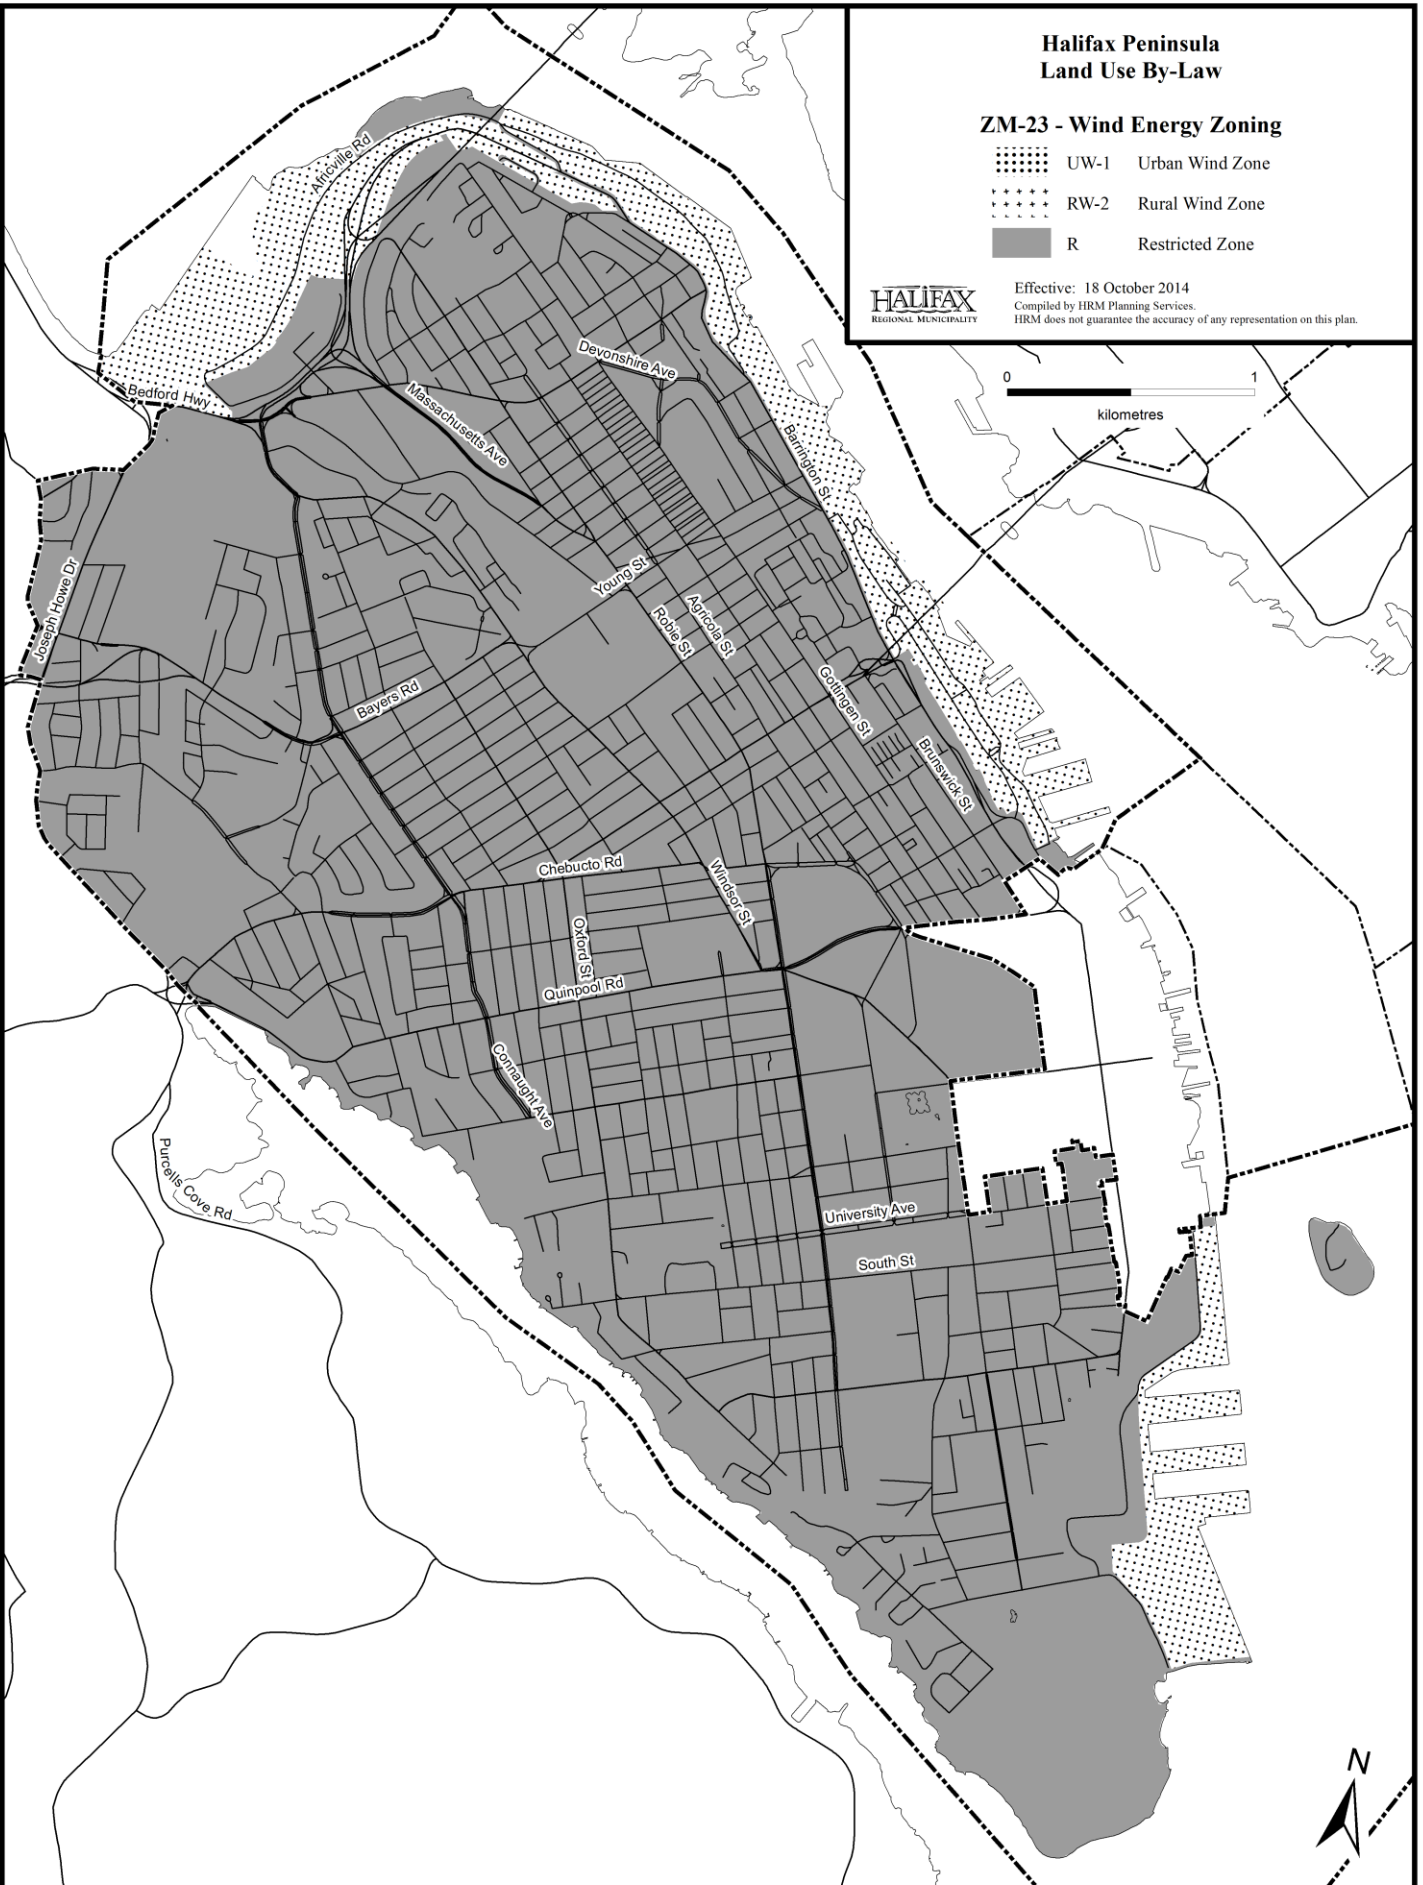 Halifax Peninsula
Land Use By-Law
ZM-23 - Wind Energy Zoning
UW-1 Urban Wind Zone
RW-2 Rural Wind Zone
R Restricted Zone
HALIFAX
REGIONAL MUNICIPALITY
Effective: 18 October 2014
Compiled by HRM Planning Services.
HRM does not guarantee the accuracy of any representation on this plan.
0 1
kilometres
Africville Rd
Bedford Hwy
Massachusetts Ave
Devonshire Ave
Barrington St
Joseph Howe Dr
Young St
Robie St
Agricola St
Bayers Rd
Gottingen St
Brunswick St
Chebucto Rd
Windsor St
Oxford St
Quinpool Rd
Connaught Ave
Purcells Cove Rd
University Ave
South St
N